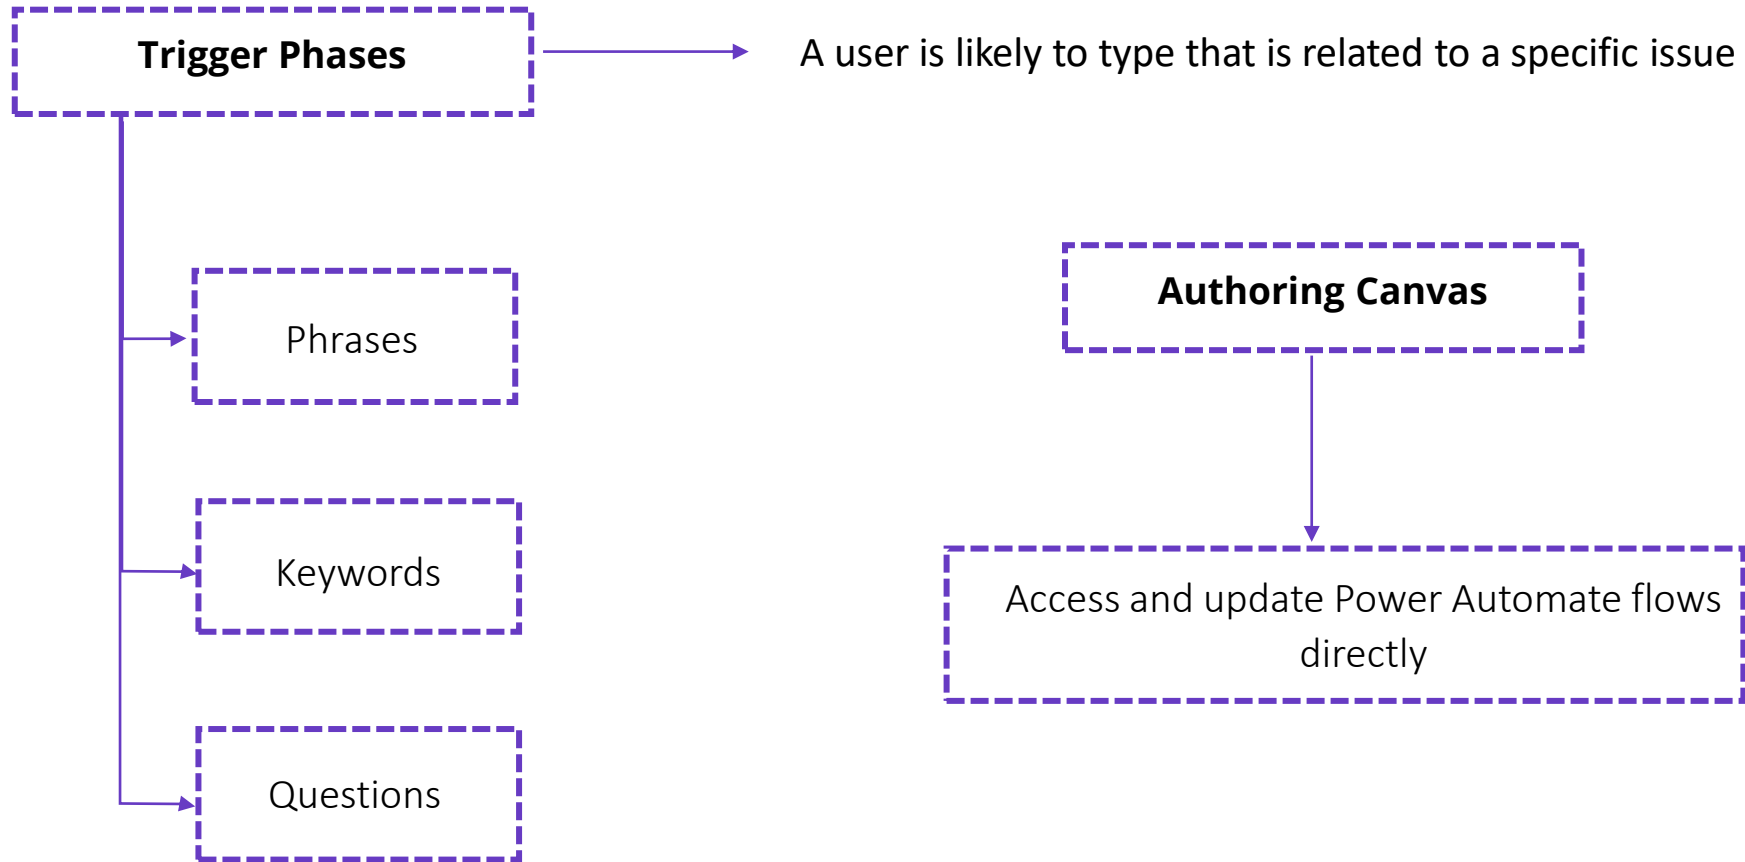 Trigger Phases
A user is likely to type that is related to a specific issue
Phrases
Keywords
Questions
Authoring Canvas
Access and update Power Automate flows
directly